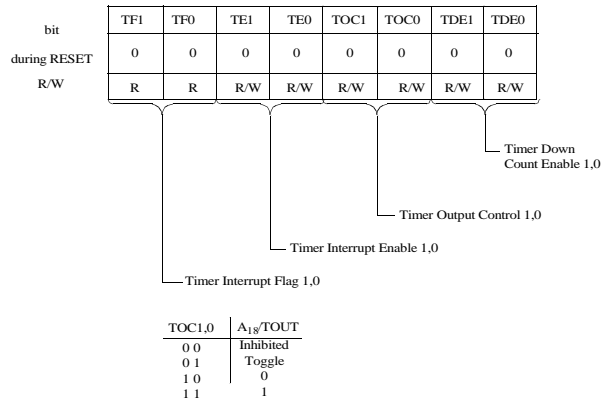 bit TF1 TF0 TE1 TE0 TOC1 TOC0 TDE1 TDE0
during RESET 0 0 0 0 0 0 0 0
R/W R R R/W R/W R/W R/W R/W R/W
Timer Down
Count Enable 1,0
Timer Output Control 1,0
Timer Interrupt Enable 1,0
Timer Interrupt Flag 1,0
TOC1,0 A18/TOUT
0 0 Inhibited
0 1 Toggle
1 0 0
1 1 1